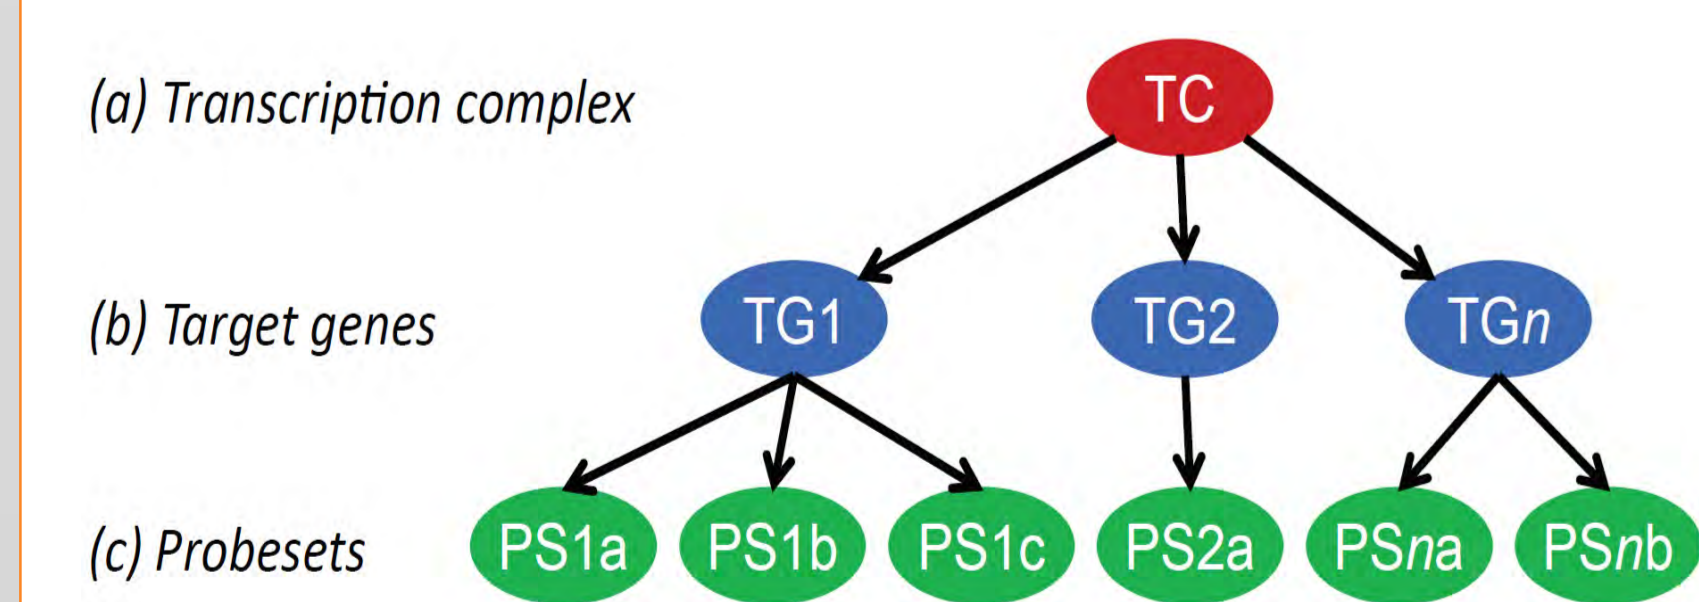 (a) Transcription complex
TC
(b) Target genes
TG1
TG2
TGn
(c) Probesets
PS1a
PS1b
PS1c
PS2a
PSna
PSnb